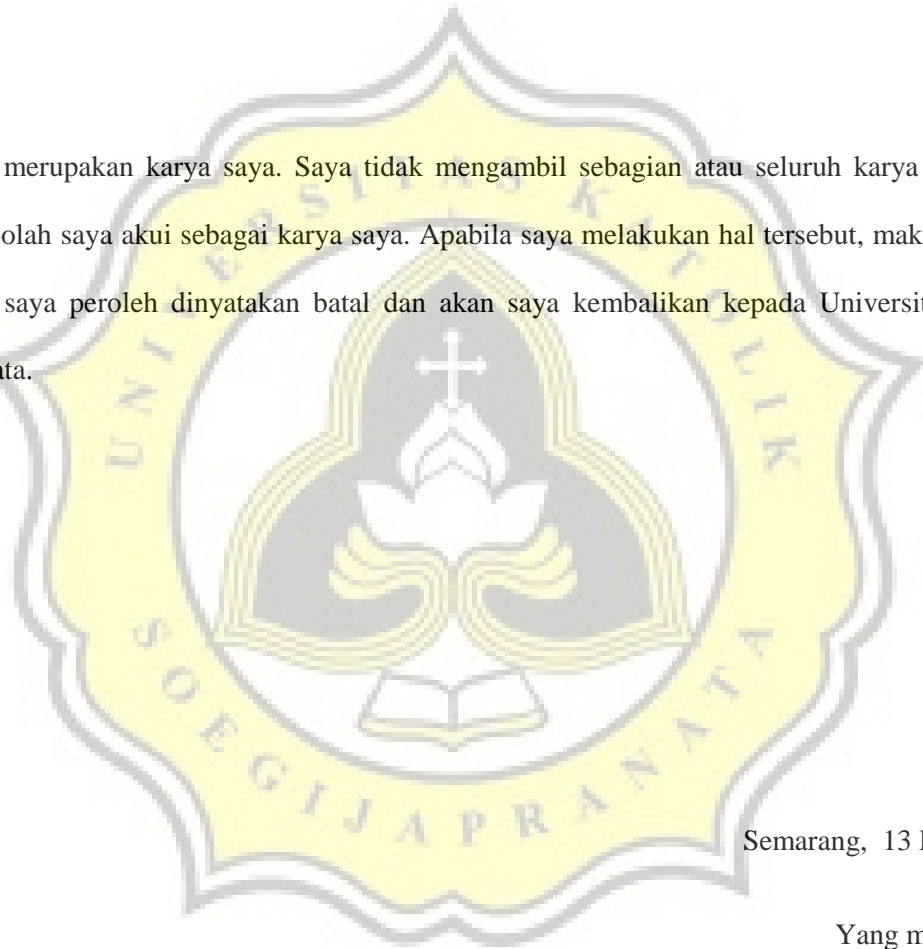 merupakan karya saya. Saya tidak mengambil sebagian atau seluruh karya
olah saya akui sebagai karya saya. Apabila saya melakukan hal tersebut, mak
saya peroleh dinyatakan batal dan akan saya kembalikan kepada Universit
ata.
UNIVERSITAS KATOLIK
SOEGIJAPRANATA
Semarang, 13
Yang m